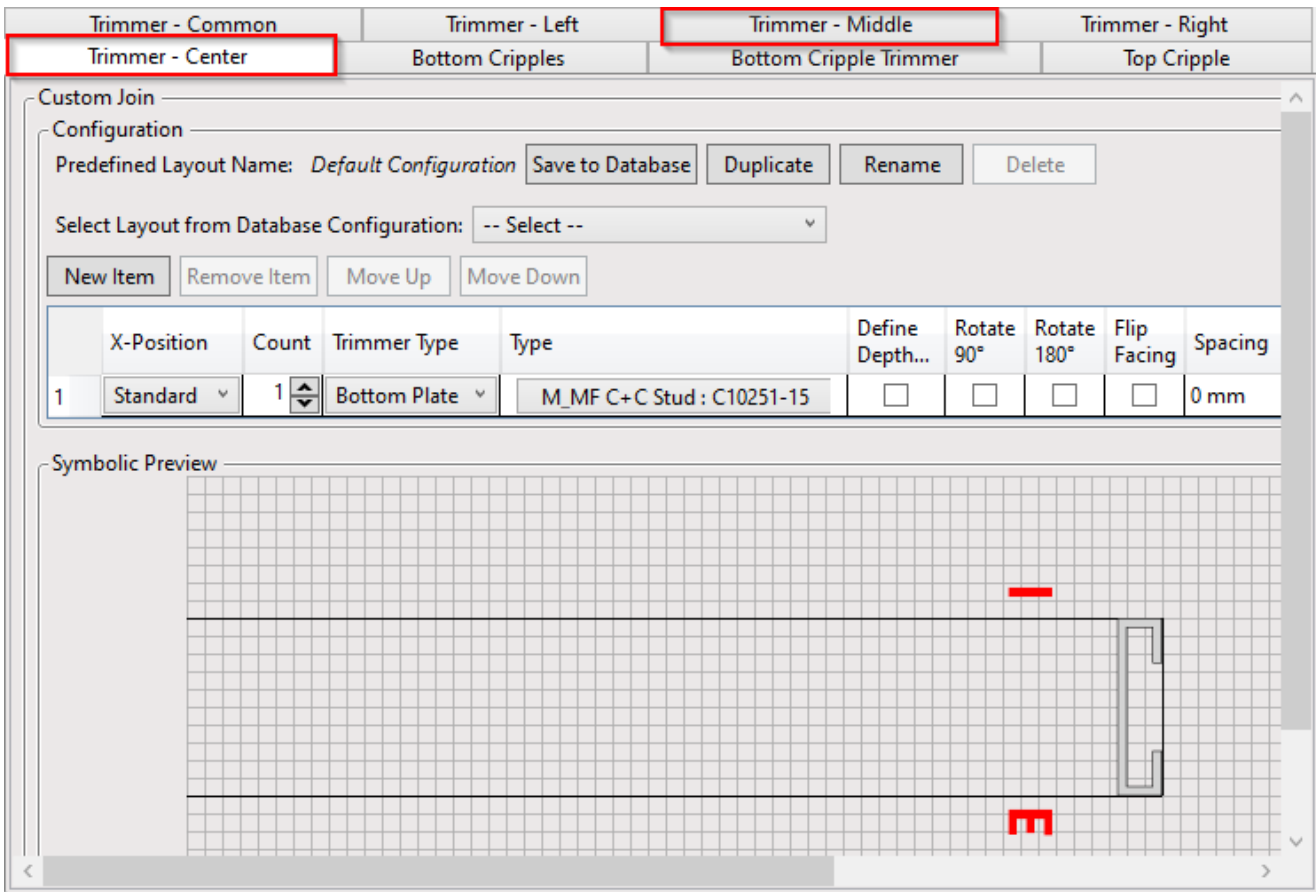 Trimmer - Common Trimmer - Left Trimmer - Middle Trimmer - Right
Trimmer - Center Bottom Cripples Bottom Cripple Trimmer Top Cripple
Custom Join
Configuration
Predefined Layout Name: Default Configuration Save to Database Duplicate Rename Delete
Select Layout from Database Configuration: -- Select --
New Item Remove Item Move Up Move Down
X-Position Count Trimmer Type Type Define Depth... Rotate 90° Rotate 180° Flip Facing Spacing
1 Standard 1 Bottom Plate M_MF C+C Stud : C10251-15 0 mm
Symbolic Preview
I
E